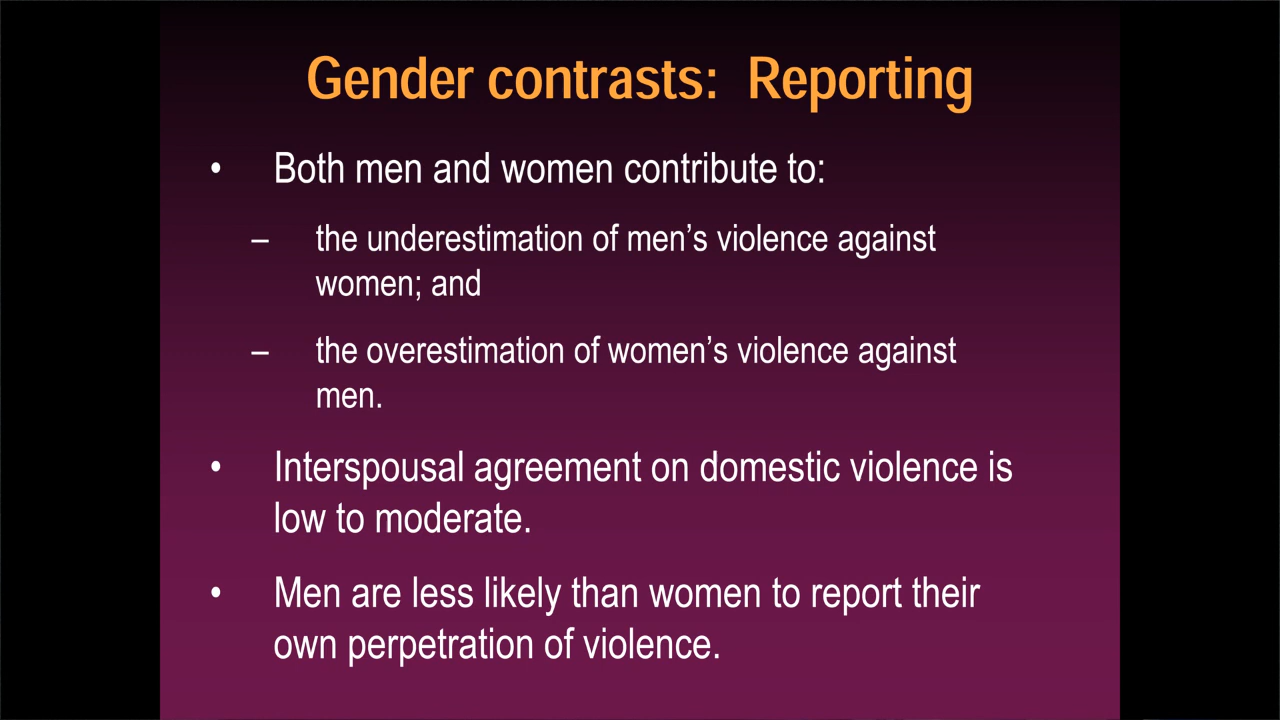 Gender contrasts: Reporting
• Both men and women contribute to:
– the underestimation of men’s violence against
women; and
– the overestimation of women’s violence against
men.
• Interspousal agreement on domestic violence is
low to moderate.
• Men are less likely than women to report their
own perpetration of violence.